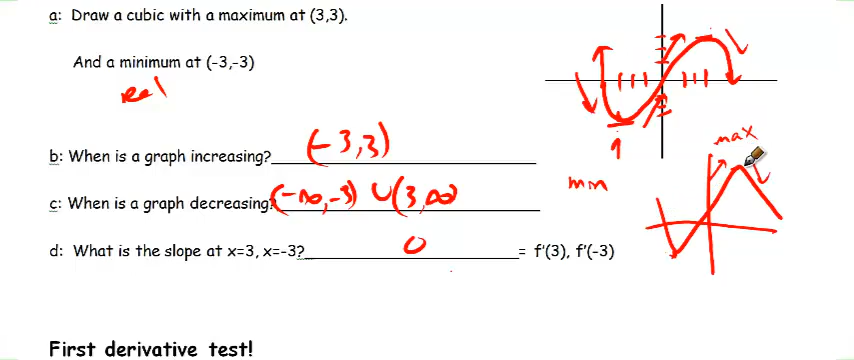 a: Draw a cubic with a maximum at (3,3).
And a minimum at (-3,-3)
rel
max
b: When is a graph increasing? (-3,3)
min
c: When is a graph decreasing? (-∞,-3) ∪ (3,∞)
d: What is the slope at x=3, x=-3? 0 = f'(3), f'(-3)
First derivative test!